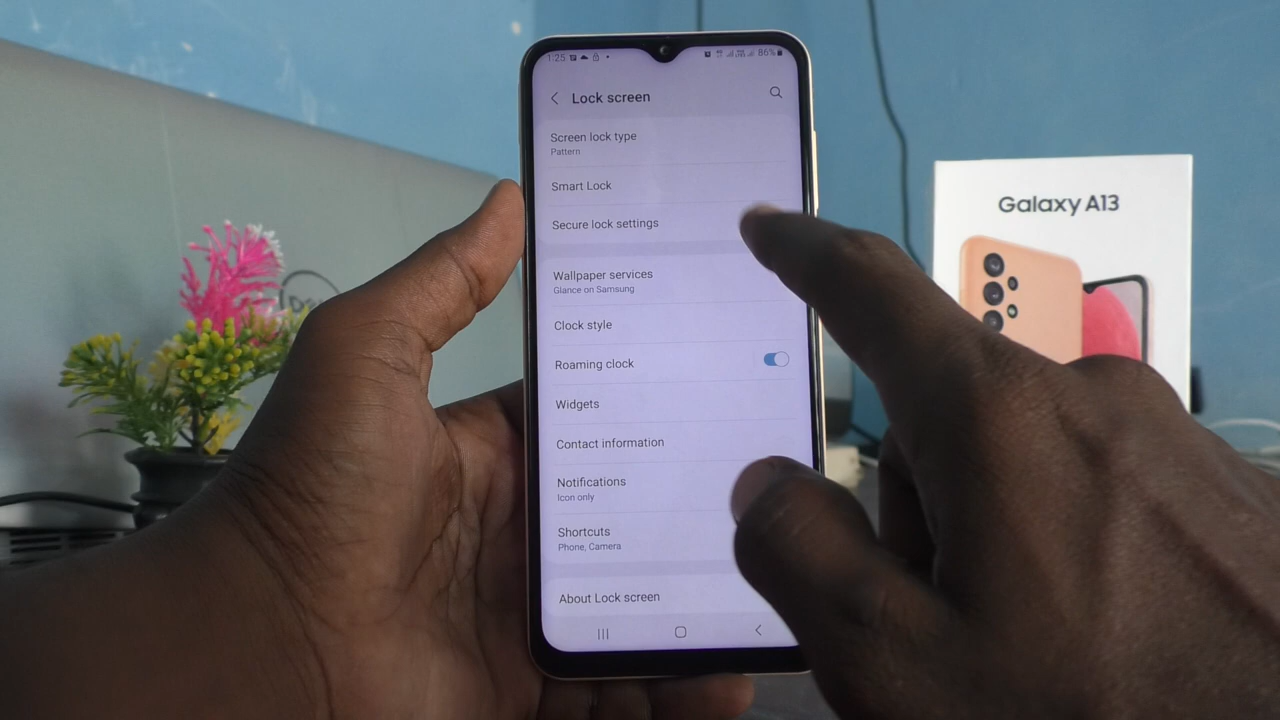 1:25
86%
Lock screen
Screen lock type
Pattern
Smart Lock
Secure lock settings
Wallpaper services
Glance on Samsung
Clock style
Roaming clock
Widgets
Contact information
Notifications
Icon only
Shortcuts
Phone, Camera
About Lock screen
Galaxy A13